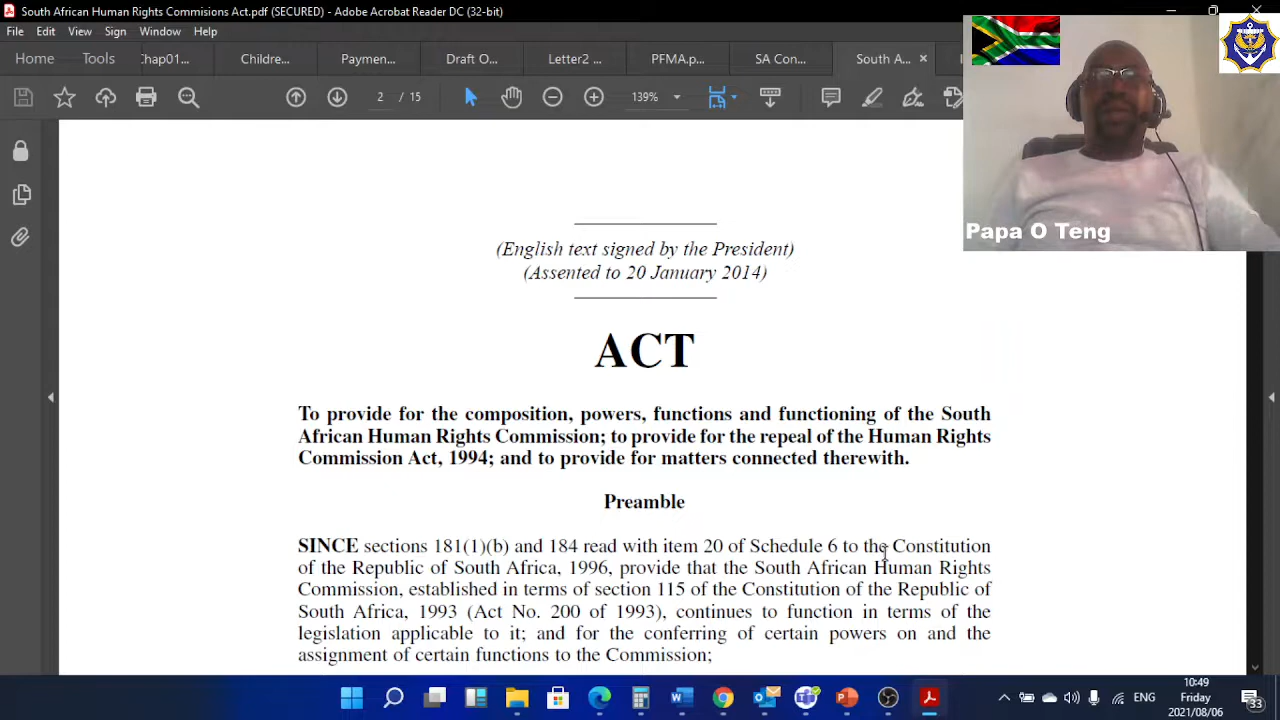 South African Human Rights Commisions Act.pdf (SECURED) - Adobe Acrobat Reader DC (32-bit)
File Edit View Sign Window Help
Home Tools Chap01... Childre... Paymen... Draft O... Letter2 ... PFMA.p... SA Con... South A... ×
2 / 15 139%
Papa O Teng
(English text signed by the President)
(Assented to 20 January 2014)
ACT
To provide for the composition, powers, functions and functioning of the South
African Human Rights Commission; to provide for the repeal of the Human Rights
Commission Act, 1994; and to provide for matters connected therewith.
Preamble
SINCE sections 181(1)(b) and 184 read with item 20 of Schedule 6 to the Constitution
of the Republic of South Africa, 1996, provide that the South African Human Rights
Commission, established in terms of section 115 of the Constitution of the Republic of
South Africa, 1993 (Act No. 200 of 1993), continues to function in terms of the
legislation applicable to it; and for the conferring of certain powers on and the
assignment of certain functions to the Commission;
ENG
10:49
Friday
2021/08/06
33